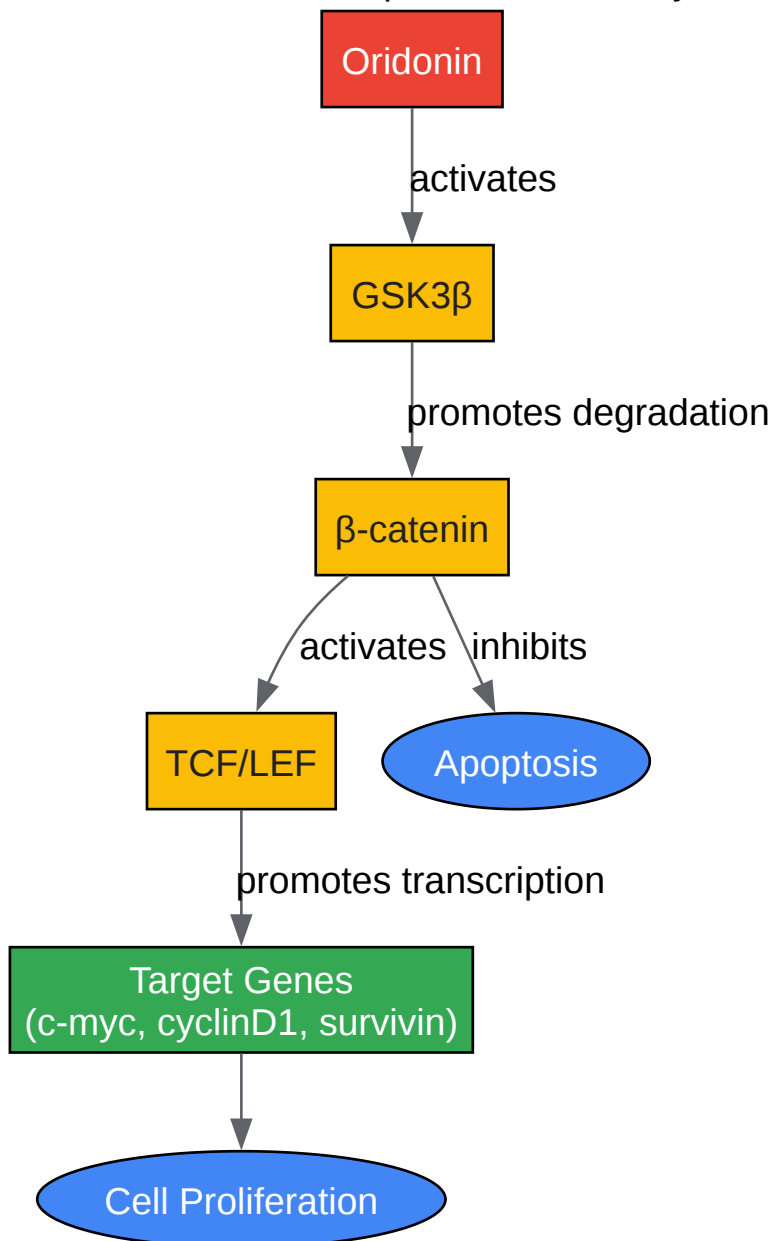 Oridonin
activates
GSK3β
promotes degradation
β-catenin
activates
inhibits
TCF/LEF
Apoptosis
promotes transcription
Target Genes
(c-myc, cyclinD1, survivin)
Cell Proliferation